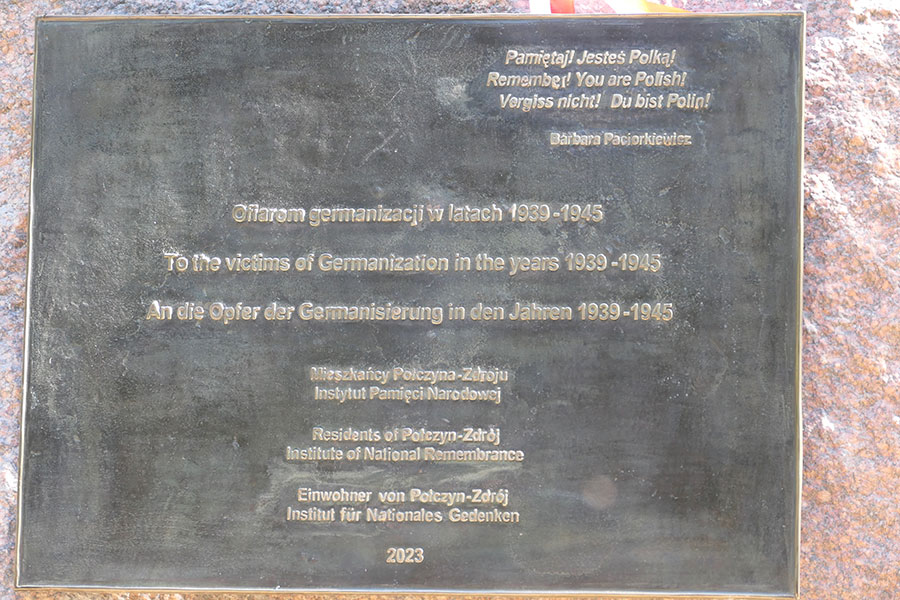 Pamiętaj! Jesteś Polką!
Remember! You are Polish!
Vergiss nicht! Du bist Polin!
Barbara Paciorkiewicz
Ofiarom germanizacji w latach 1939-1945
To the victims of Germanization in the years 1939-1945
An die Opfer der Germanisierung in den Jahren 1939-1945
Mieszkańcy Połczyna-Zdroju
Instytut Pamięci Narodowej
Residents of Połczyn-Zdrój
Institute of National Remembrance
Einwohner von Połczyn-Zdrój
Institut für Nationales Gedenken
2023